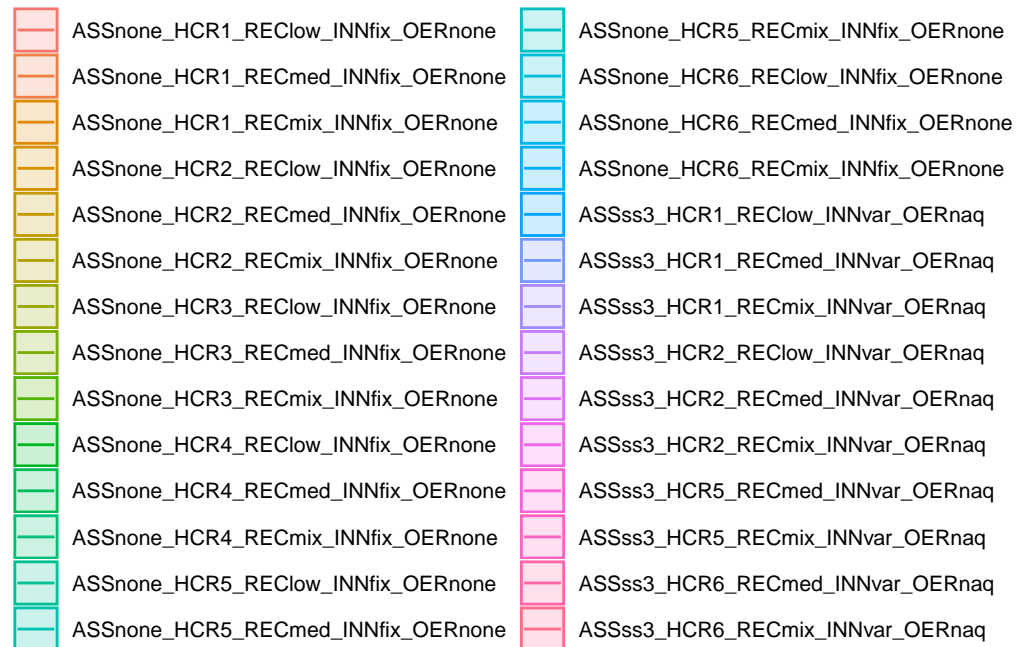 ASSnone_HCR1_REClow_INNfix_OERnone
ASSnone_HCR1_RECmed_INNfix_OERnone
ASSnone_HCR1_RECmix_INNfix_OERnone
ASSnone_HCR2_REClow_INNfix_OERnone
ASSnone_HCR2_RECmed_INNfix_OERnone
ASSnone_HCR2_RECmix_INNfix_OERnone
ASSnone_HCR3_REClow_INNfix_OERnone
ASSnone_HCR3_RECmed_INNfix_OERnone
ASSnone_HCR3_RECmix_INNfix_OERnone
ASSnone_HCR4_REClow_INNfix_OERnone
ASSnone_HCR4_RECmed_INNfix_OERnone
ASSnone_HCR4_RECmix_INNfix_OERnone
ASSnone_HCR5_REClow_INNfix_OERnone
ASSnone_HCR5_RECmed_INNfix_OERnone
ASSnone_HCR5_RECmix_INNfix_OERnone
ASSnone_HCR6_REClow_INNfix_OERnone
ASSnone_HCR6_RECmed_INNfix_OERnone
ASSnone_HCR6_RECmix_INNfix_OERnone
ASSss3_HCR1_REClow_INNvar_OERnaq
ASSss3_HCR1_RECmed_INNvar_OERnaq
ASSss3_HCR1_RECmix_INNvar_OERnaq
ASSss3_HCR2_REClow_INNvar_OERnaq
ASSss3_HCR2_RECmed_INNvar_OERnaq
ASSss3_HCR2_RECmix_INNvar_OERnaq
ASSss3_HCR5_RECmed_INNvar_OERnaq
ASSss3_HCR5_RECmix_INNvar_OERnaq
ASSss3_HCR6_RECmed_INNvar_OERnaq
ASSss3_HCR6_RECmix_INNvar_OERnaq